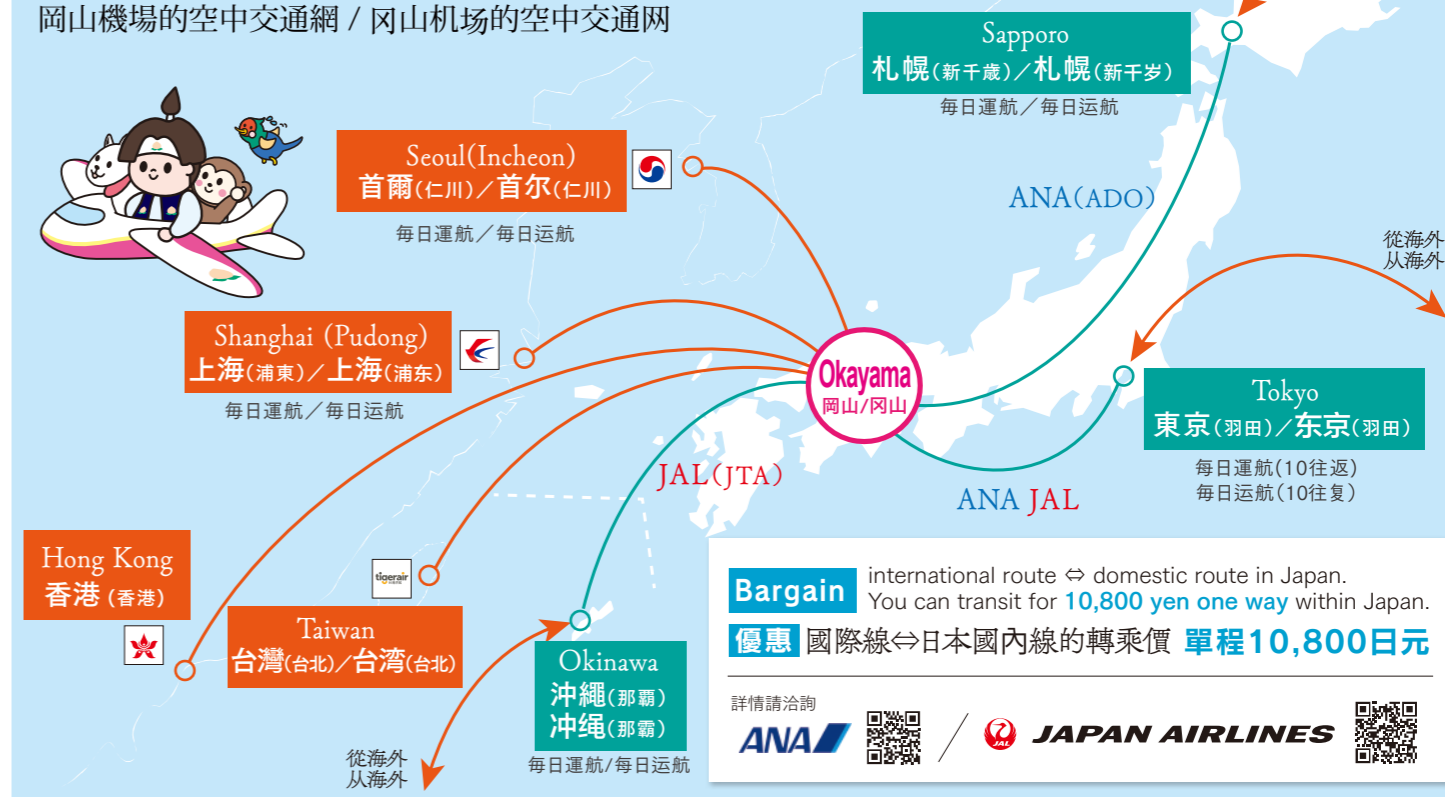 岡山機場的空中交通網 / 冈山机场的空中交通网
Sapporo
札幌(新千歳)／札幌(新千岁)
毎日運航／毎日运航
Seoul(Incheon)
首爾(仁川)／首尔(仁川)
毎日運航／毎日运航
ANA(ADO)
從海外
从海外
Shanghai (Pudong)
上海(浦東)／上海(浦东)
毎日運航／毎日运航
Okayama
岡山/冈山
Tokyo
東京(羽田)／东京(羽田)
毎日運航(10往返)
毎日运航(10往复)
JAL(JTA)
ANA JAL
Hong Kong
香港 (香港)
tigerair
Taiwan
台灣(台北)／台湾(台北)
Okinawa
沖繩(那覇)
冲绳(那霸)
毎日運航/毎日运航
從海外
从海外
Bargain
international route ⇔ domestic route in Japan.
You can transit for 10,800 yen one way within Japan.
優惠 國際線⇔日本國內線的轉乘價 單程10,800日元
詳情請洽詢
ANA / JAL JAPAN AIRLINES